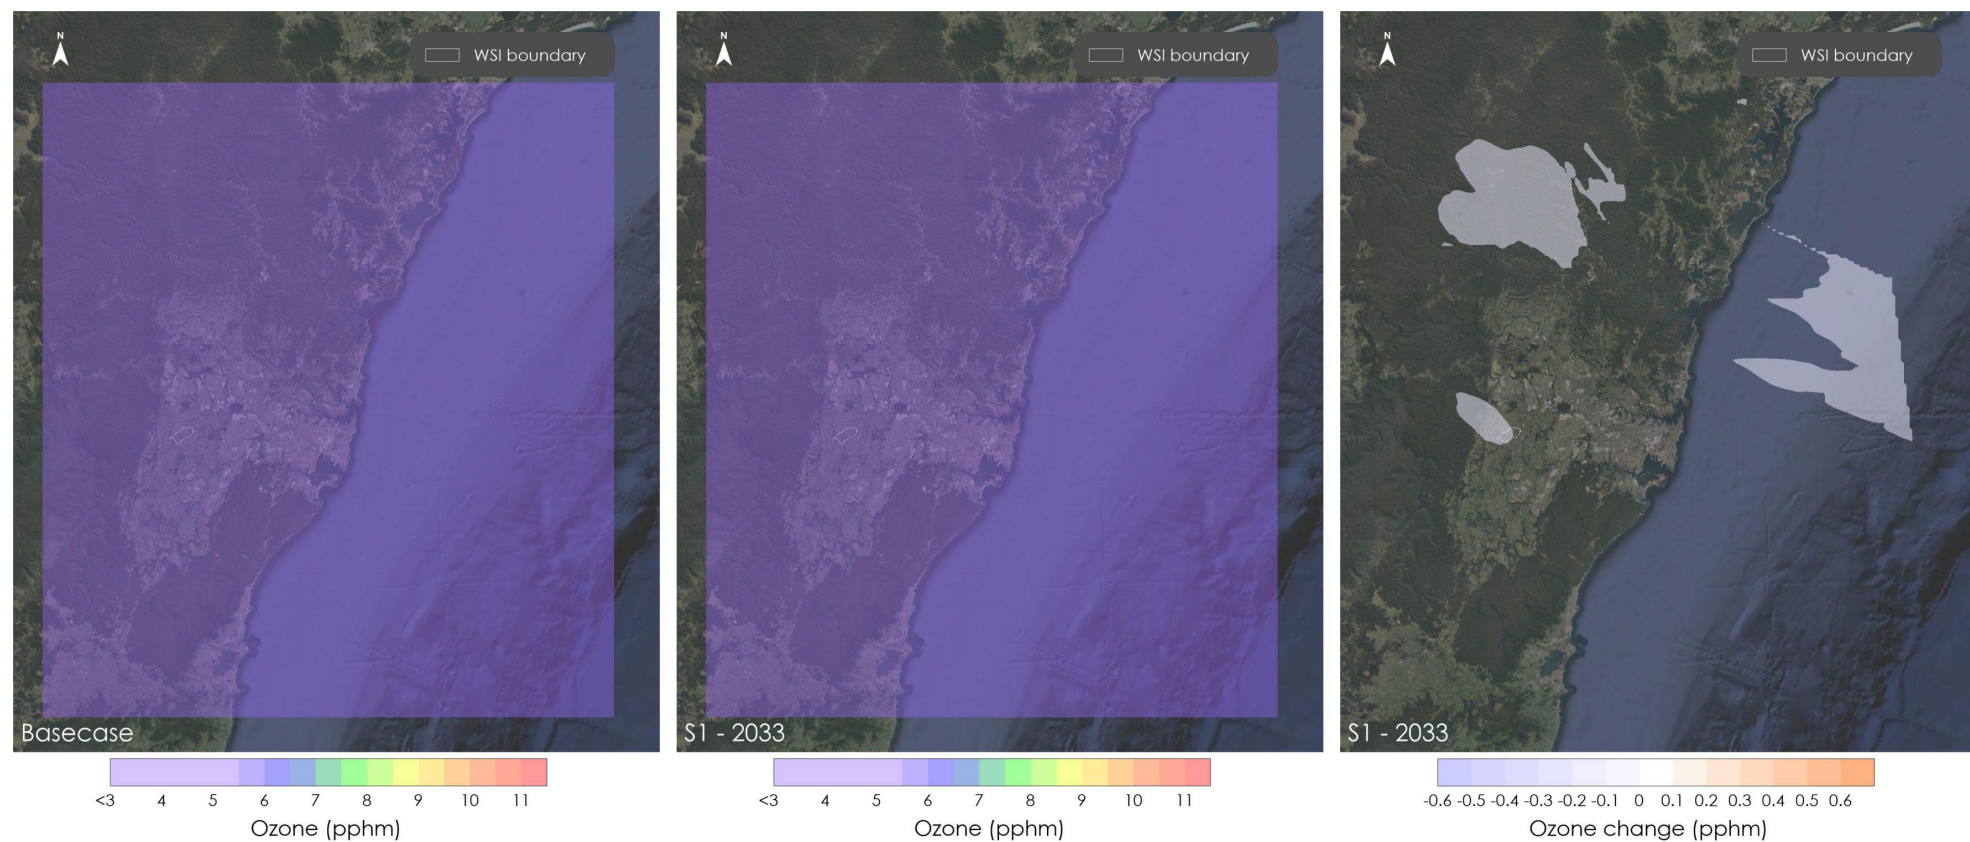 N
WSI boundary
N
WSI boundary
N
WSI boundary
Basecase
S1 - 2033
S1 - 2033
<3 4 5 6 7 8 9 10 11
Ozone (pphm)
<3 4 5 6 7 8 9 10 11
Ozone (pphm)
-0.6 -0.5 -0.4 -0.3 -0.2 -0.1 0 0.1 0.2 0.3 0.4 0.5 0.6
Ozone change (pphm)